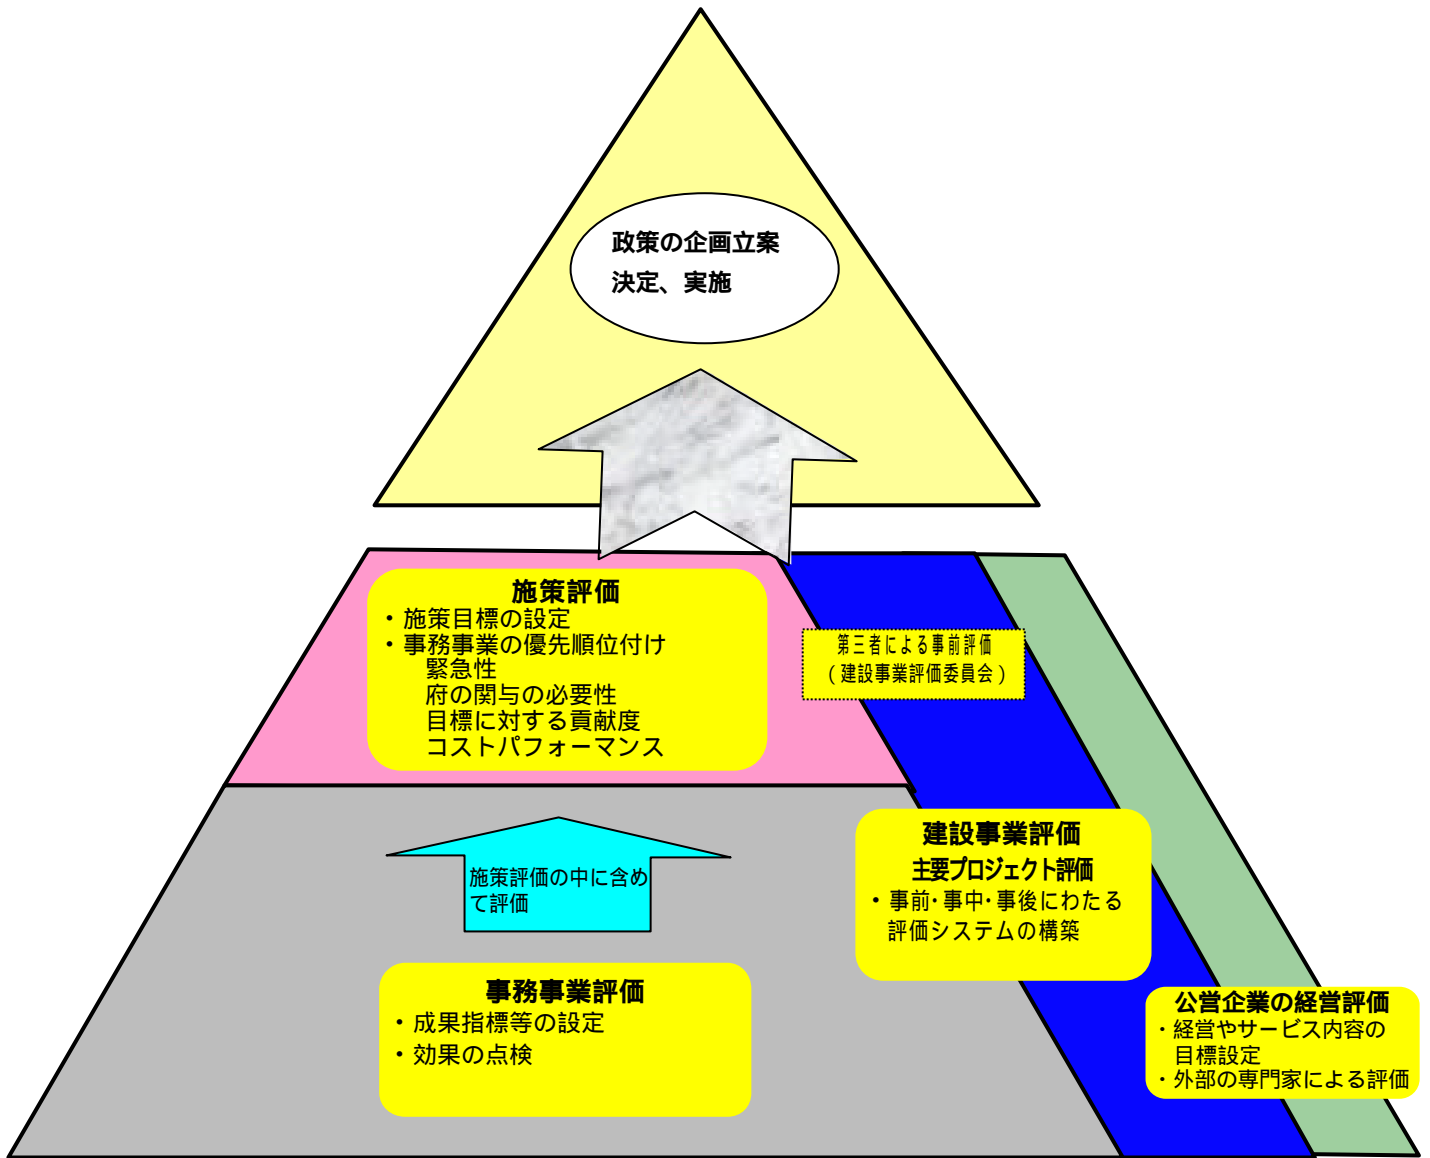 政策の企画立案
決定、実施
施策評価
・施策目標の設定
・事務事業の優先順位付け
緊急性
府の関与の必要性
目標に対する貢献度
コストパフォーマンス
第三者による事前評価
（建設事業評価委員会）
建設事業評価
主要プロジェクト評価
・事前・事中・事後にわたる
評価システムの構築
施策評価の中に含め
て評価
事務事業評価
・成果指標等の設定
・効果の点検
公営企業の経営評価
・経営やサービス内容の
目標設定
・外部の専門家による評価